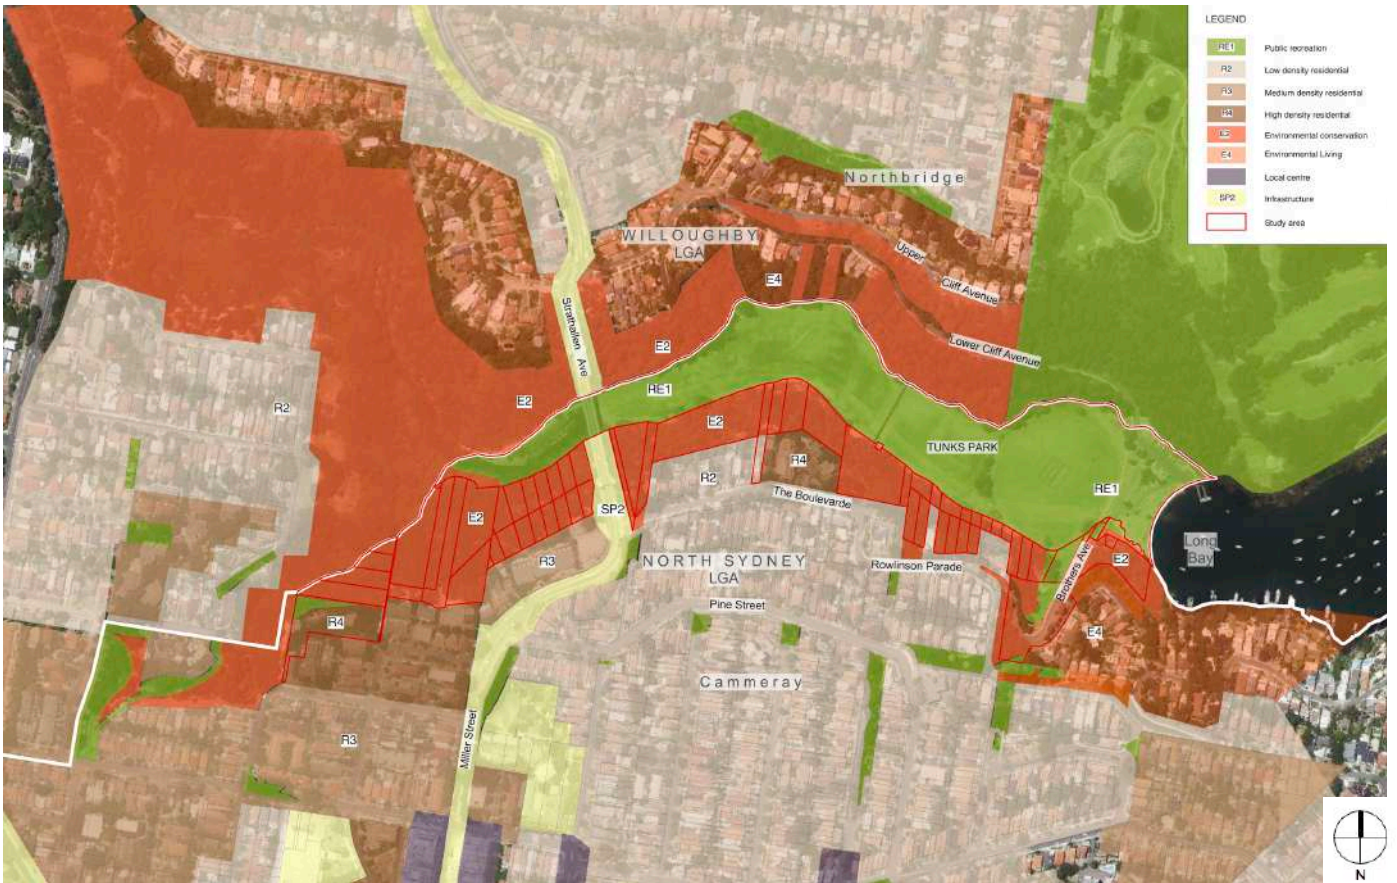 LEGEND
RE1 Public recreation
R2 Low density residential
R3 Medium density residential
R4 High density residential
E2 Environmental conservation
E4 Environmental Living
Local centre
SP2 Infrastructure
Study area
Northbridge
WILLOUGHBY
LGA
Upper
Cliff Avenue
E4
Strathallen Ave
Lower Cliff Avenue
E2
RE1
E2
R2
E2
TUNKS PARK
R4
R2
RE1
The Boulevarde
SP2
E2
Long
Bay
R3
NORTH SYDNEY
LGA
Rowlinson Parade
Brothers Ave
E2
Pine Street
R4
E4
Cammeray
Miller Street
R3
N